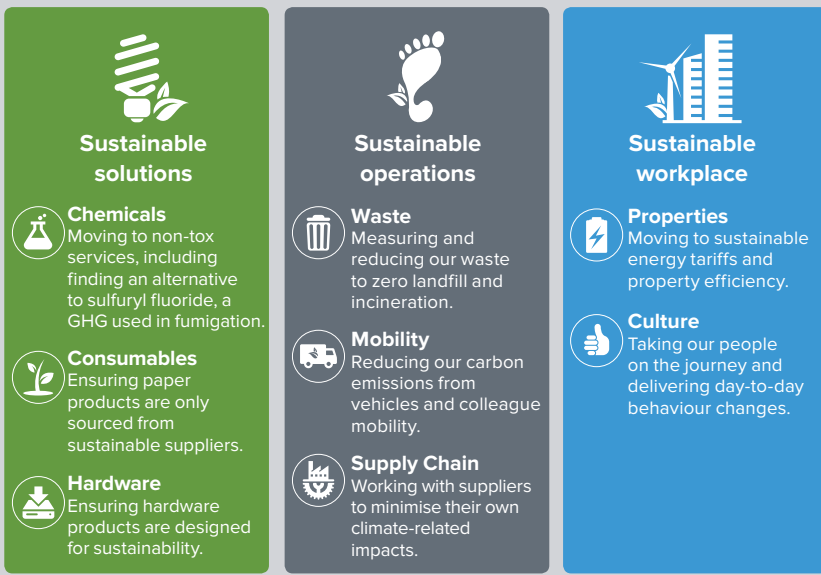 Sustainable
solutions
Chemicals
Moving to non-tox
services, including
finding an alternative
to sulfuryl fluoride, a
GHG used in fumigation.
Consumables
Ensuring paper
products are only
sourced from
sustainable suppliers.
Hardware
Ensuring hardware
products are designed
for sustainability.
Sustainable
operations
Waste
Measuring and
reducing our waste
to zero landfill and
incineration.
Mobility
Reducing our carbon
emissions from
vehicles and colleague
mobility.
Supply Chain
Working with suppliers
to minimise their own
climate-related
impacts.
Sustainable
workplace
Properties
Moving to sustainable
energy tariffs and
property efficiency.
Culture
Taking our people
on the journey and
delivering day-to-day
behaviour changes.